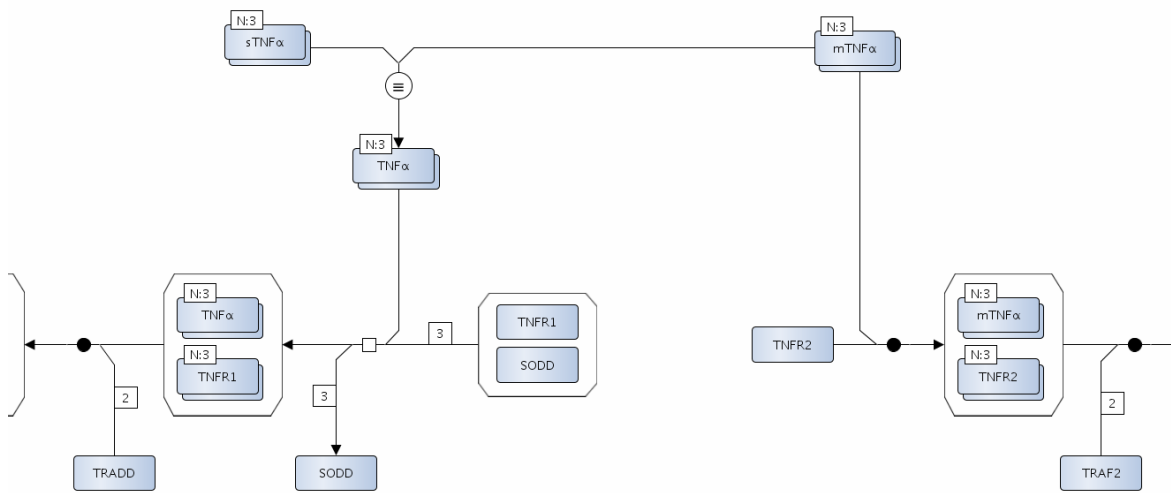 N:3
sTNFα
N:3
mTNFα
≡
N:3
TNFα
N:3
TNFα
N:3
TNFR1
3
TNFR1
SODD
TNFR2
N:3
mTNFα
N:3
TNFR2
2
3
2
TRADD
SODD
TRAF2